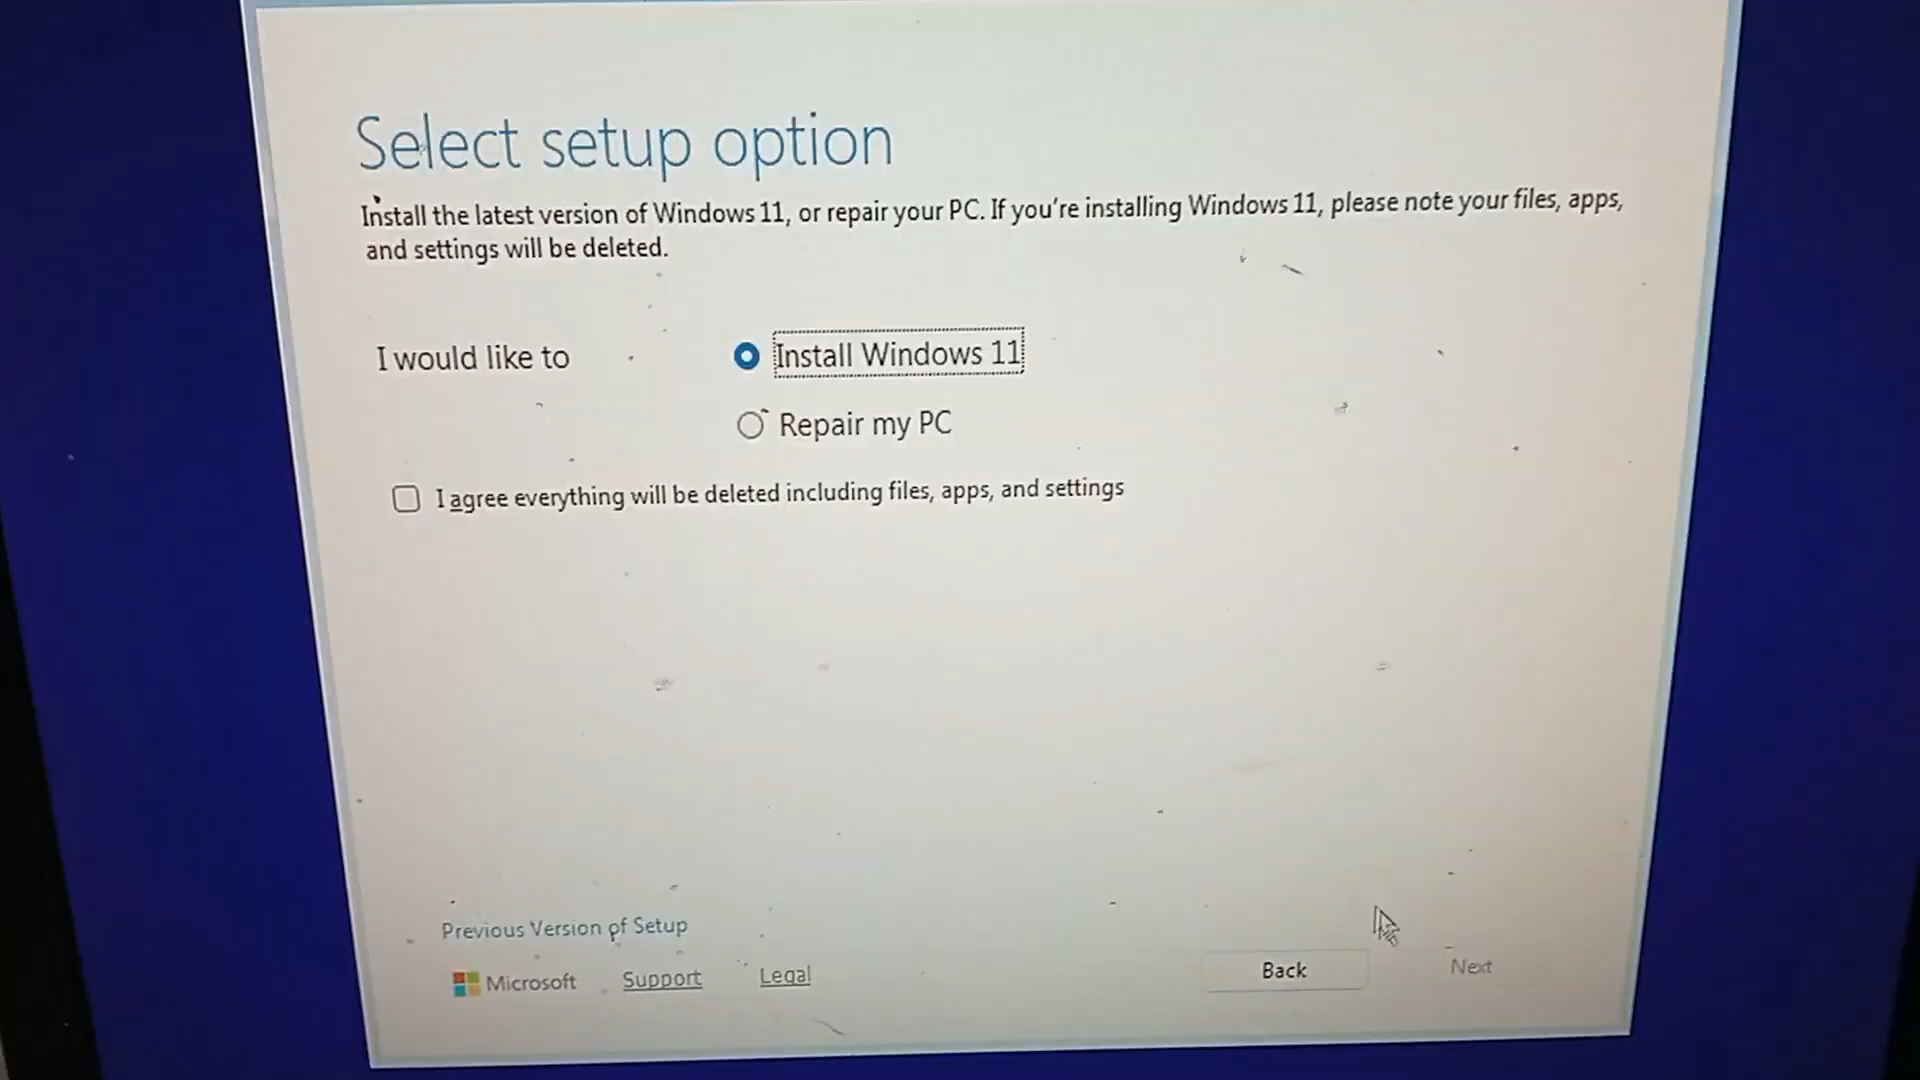 Select setup option
Install the latest version of Windows 11, or repair your PC. If you're installing Windows 11, please note your files, apps,
and settings will be deleted.
I would like to
Install Windows 11
Repair my PC
I agree everything will be deleted including files, apps, and settings
Previous Version of Setup
Microsoft Support Legal
Back Next